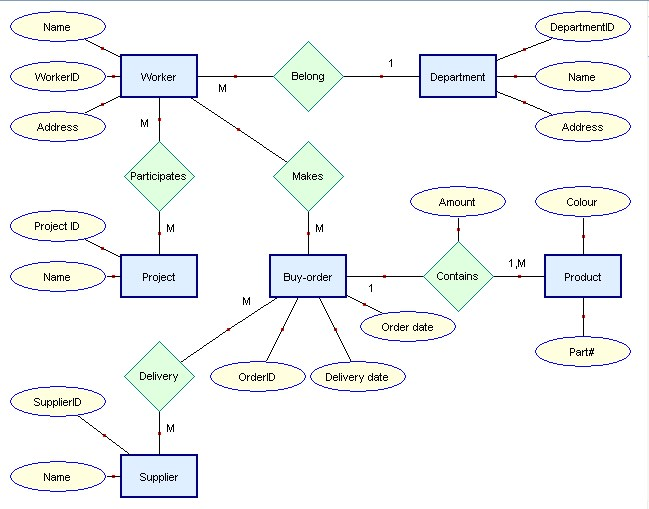 Name
DepartmentID
WorkerID
Worker
M
Belong
1
Department
Name
Address
Address
M
Participates
Makes
Project ID
M
M
Amount
Colour
Name
Project
Buy-order
1
Contains
1,M
Product
M
Order date
Delivery
OrderID
Delivery date
Part#
SupplierID
M
Name
Supplier